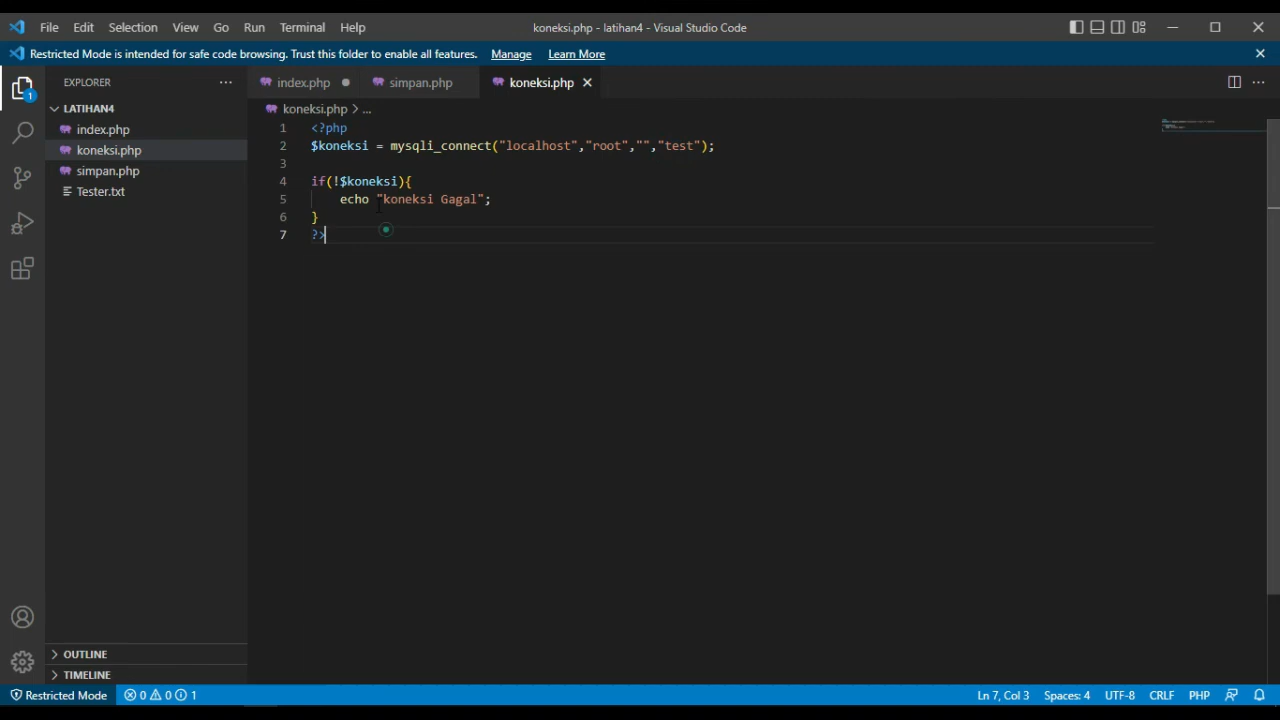 File Edit Selection View Go Run Terminal Help koneksi.php - latihan4 - Visual Studio Code
Restricted Mode is intended for safe code browsing. Trust this folder to enable all features. Manage Learn More
EXPLORER
LATIHAN4
index.php
koneksi.php
simpan.php
Tester.txt
OUTLINE
TIMELINE
1
index.php simpan.php koneksi.php
koneksi.php > ...
1 <?php
2 $koneksi = mysqli_connect("localhost","root","","test");
3
4 if(!$koneksi){
5 echo "koneksi Gagal";
6 }
7 ?>
Restricted Mode 0 0 1 Ln 7, Col 3 Spaces: 4 UTF-8 CRLF PHP